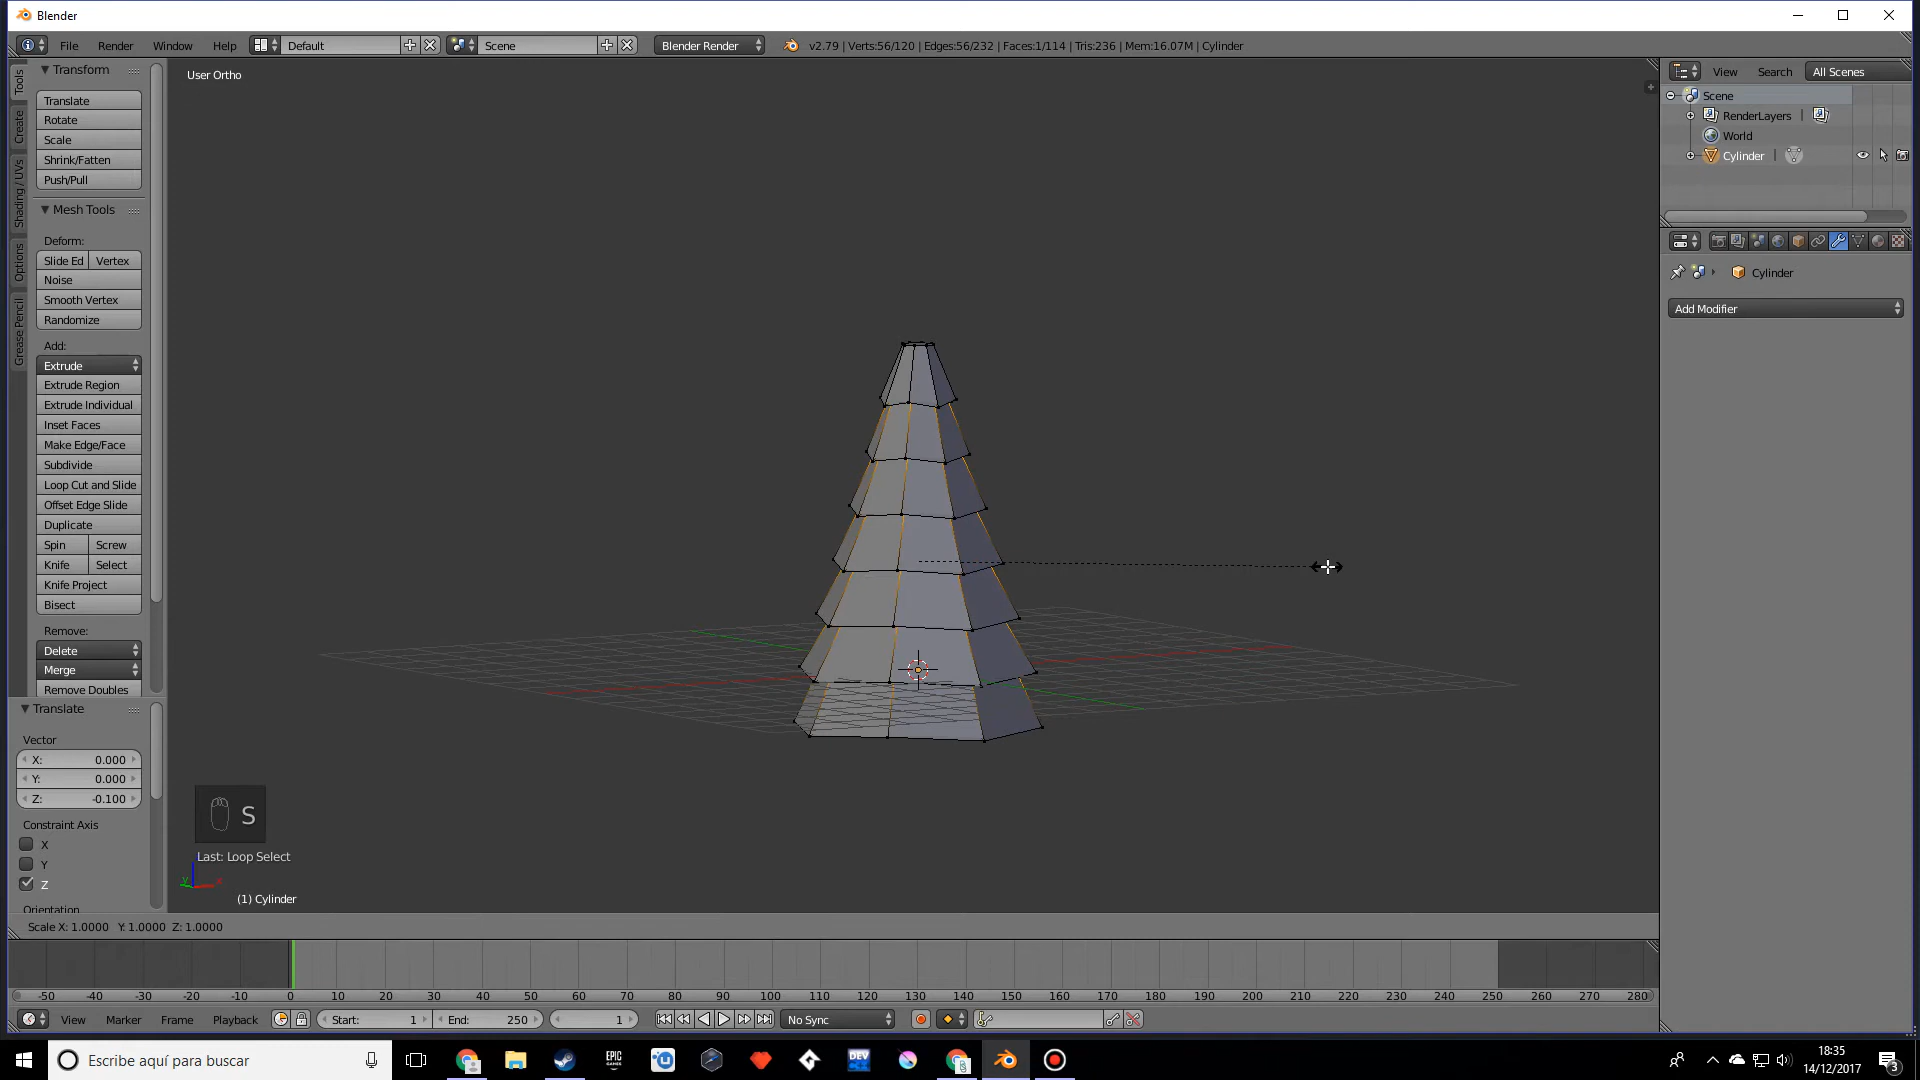 Blender
File Render Window Help Default Scene Blender Render v2.79 | Verts:56/120 | Edges:56/232 | Faces:1/114 | Tris:236 | Mem:16.07M | Cylinder
Tools
Create
Shading / UVs
Options
Grease Pencil
Transform
Translate
Rotate
Scale
Shrink/Fatten
Push/Pull
Mesh Tools
Deform:
Slide Ed Vertex
Noise
Smooth Vertex
Randomize
Add:
Extrude
Extrude Region
Extrude Individual
Inset Faces
Make Edge/Face
Subdivide
Loop Cut and Slide
Offset Edge Slide
Duplicate
Spin Screw
Knife Select
Knife Project
Bisect
Remove:
Delete
Merge
Remove Doubles
Translate
Vector
X: 0.000
Y: 0.000
Z: -0.100
Constraint Axis
X
Y
Z
Orientation
User Ortho
S
Last: Loop Select
(1) Cylinder
View Search All Scenes
Scene
RenderLayers
World
Cylinder
Cylinder
Add Modifier
Scale X: 1.0000 Y: 1.0000 Z: 1.0000
-50 -40 -30 -20 -10 0 10 20 30 40 50 60 70 80 90 100 110 120 130 140 150 160 170 180 190 200 210 220 230 240 250 260 270 280
View Marker Frame Playback Start: 1 End: 250 1 No Sync
Escribe aquí para buscar
EPIC GAMES
DEV
18:35
14/12/2017
3